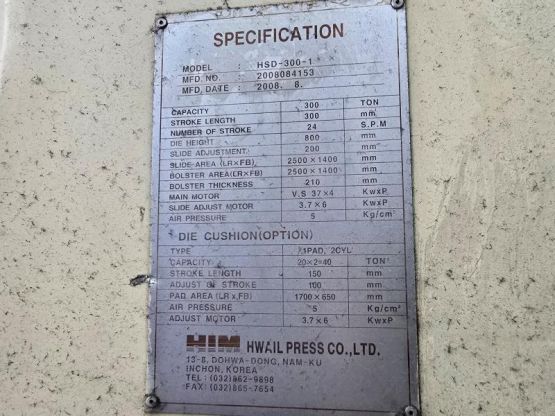 SPECIFICATION
MODEL : HSD-300-1
MFD. NO. : 2008084153
MFD, DATE : 2008. 8.
CAPACITY 300 TON
STROKE LENGTH 300 mm
NUMBER OF STROKE 24 S.P.M
DIE HEIGHT 800 mm
SLIDE ADJUSTMENT. 200 mm
SLIDE-AREA (LR×FB) 2500×1400 mm
BOLSTER AREA(LR×FB) 2500×1400 mm
BOLSTER THICKNESS 210 mm
MAIN MOTOR V.S 37×4 KwxP
SLIDE ADJUST MOTOR 3.7×6 KwxP
AIR PRESSURE 5 Kg/cm²
DIE CUSHION(OPTION)
TYPE 1PAD, 2CYL
CAPACITY 20×2=40 TON
STROKE LENGTH 150 mm
ADJUST OF STROKE 100 mm
PAD AREA (LR x FB) 1700×650 mm
AIR PRESSURE 5 Kg/cm²
ADJUST MOTOR 3.7×6 KwxP
HIM HWAIL PRESS CO.,LTD.
13-8, DOHWA-DONG, NAM-KU
INCHON, KOREA
TEL : (032)862-9898
FAX : (032)865-7654